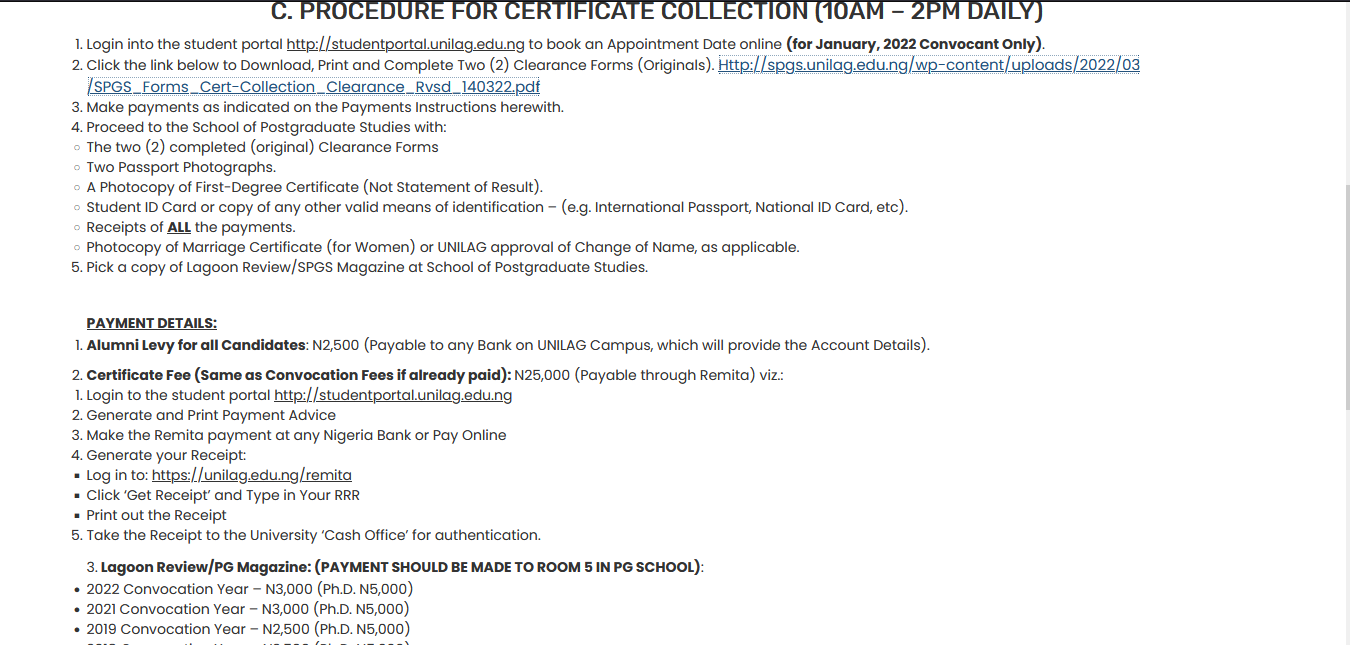 C. PROCEDURE FOR CERTIFICATE COLLECTION (10AM – 2PM DAILY)
1. Login into the student portal http://studentportal.unilag.edu.ng to book an Appointment Date online (for January, 2022 Convocant Only).
2. Click the link below to Download, Print and Complete Two (2) Clearance Forms (Originals). Http://spgs.unilag.edu.ng/wp-content/uploads/2022/03
/SPGS_Forms_Cert-Collection_Clearance_Rvsd_140322.pdf
3. Make payments as indicated on the Payments Instructions herewith.
4. Proceed to the School of Postgraduate Studies with:
○ The two (2) completed (original) Clearance Forms
○ Two Passport Photographs.
○ A Photocopy of First-Degree Certificate (Not Statement of Result).
○ Student ID Card or copy of any other valid means of identification – (e.g. International Passport, National ID Card, etc).
○ Receipts of ALL the payments.
○ Photocopy of Marriage Certificate (for Women) or UNILAG approval of Change of Name, as applicable.
5. Pick a copy of Lagoon Review/SPGS Magazine at School of Postgraduate Studies.
PAYMENT DETAILS:
1. Alumni Levy for all Candidates: N2,500 (Payable to any Bank on UNILAG Campus, which will provide the Account Details).
2. Certificate Fee (Same as Convocation Fees if already paid): N25,000 (Payable through Remita) viz.:
1. Login to the student portal http://studentportal.unilag.edu.ng
2. Generate and Print Payment Advice
3. Make the Remita payment at any Nigeria Bank or Pay Online
4. Generate your Receipt:
▪ Log in to: https://unilag.edu.ng/remita
▪ Click ‘Get Receipt’ and Type in Your RRR
▪ Print out the Receipt
5. Take the Receipt to the University ‘Cash Office’ for authentication.
3. Lagoon Review/PG Magazine: (PAYMENT SHOULD BE MADE TO ROOM 5 IN PG SCHOOL):
• 2022 Convocation Year – N3,000 (Ph.D. N5,000)
• 2021 Convocation Year – N3,000 (Ph.D. N5,000)
• 2019 Convocation Year – N2,500 (Ph.D. N5,000)